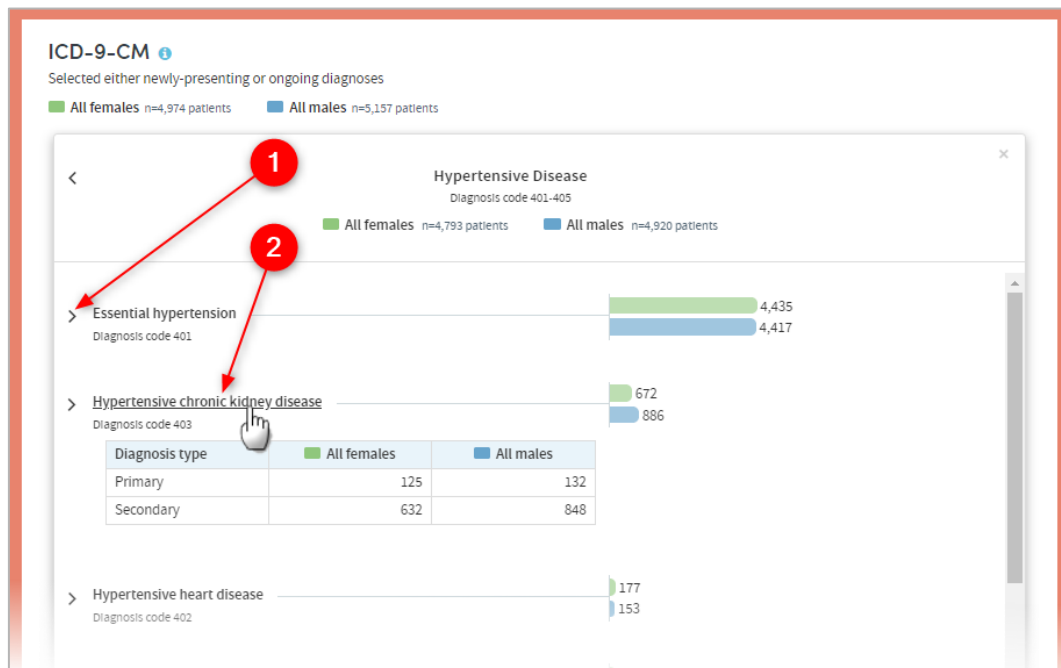 ICD-9-CM
Selected either newly-presenting or ongoing diagnoses
All females n=4,974 patients All males n=5,157 patients
1
Hypertensive Disease
Diagnosis code 401-405
All females n=4,793 patients All males n=4,920 patients
2
Essential hypertension 4,435
4,417
Diagnosis code 401
Hypertensive chronic kidney disease 672
886
Diagnosis code 403
Diagnosis type All females All males
Primary 125 132
Secondary 632 848
Hypertensive heart disease 177
153
Diagnosis code 402